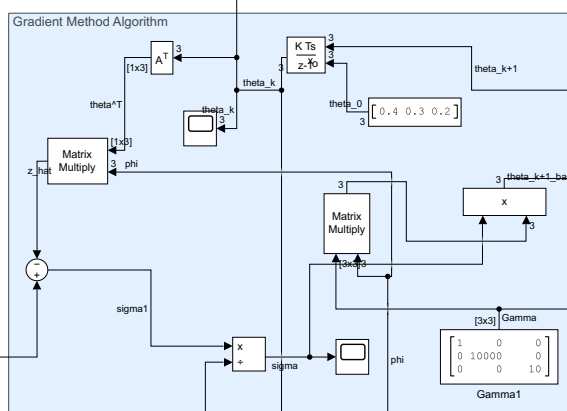 Gradient Method Algorithm
A^T
3
[1x3]
K Ts
z-1
xo
3
3
3
theta_k+1
theta_k
theta^T
theta_k
3
theta_0
[ 0.4 0.3 0.2 ]
3
Matrix
Multiply
[1x3]
3
phi
z_hat
3
theta_k+1_ba
Matrix
Multiply
x
3
[3x3]
3
−
+
sigma1
[3x3]
Gamma
1 0 0
0 10000 0
0 0 10
Gamma1
x
÷
sigma
phi